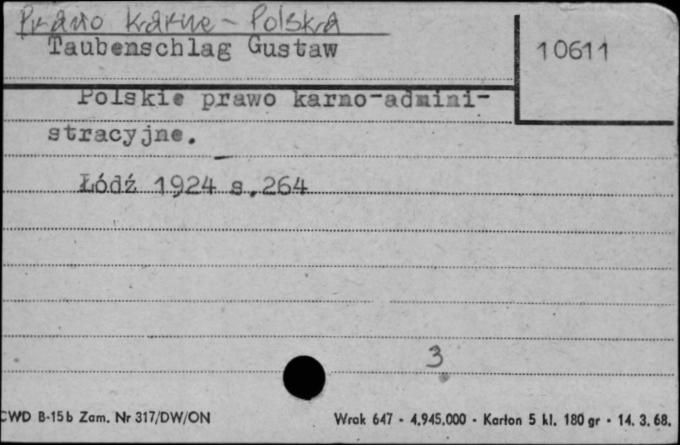 Prawo karne - Polska
Taubenschlag Gustaw
10611
Polskie prawo karno-admini-
stracyjne.
Łódź 1924 s.264
3
CWD B-15b Zam. Nr 317/DW/ON
Wrok 647 - 4.945.000 - Karton 5 kl. 180 gr - 14. 3. 68.